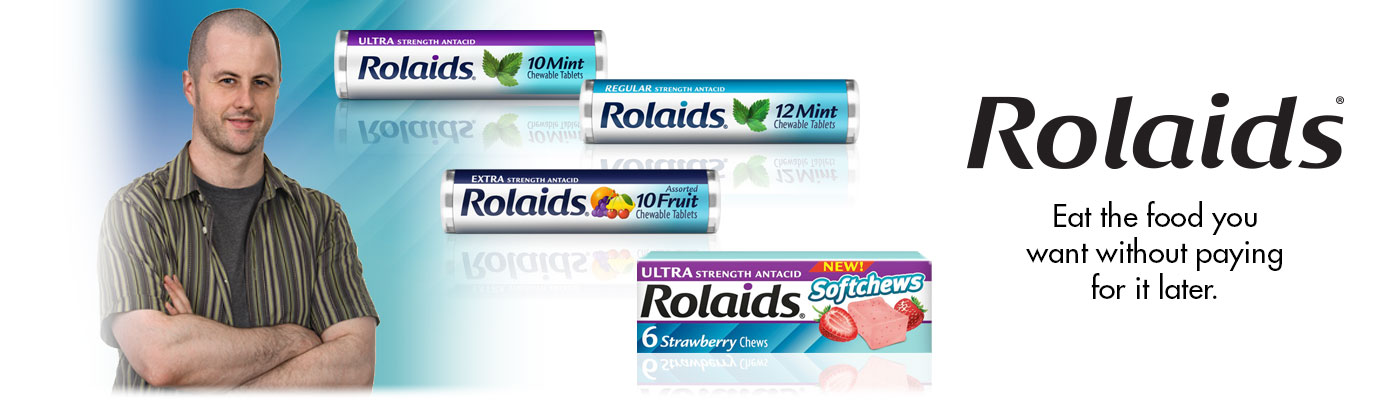 ULTRA STRENGTH ANTACID
Rolaids®
10 Mint
Chewable Tablets
REGULAR STRENGTH ANTACID
Rolaids®
12 Mint
Chewable Tablets
EXTRA STRENGTH ANTACID
Rolaids®
Assorted
10 Fruit
Chewable Tablets
ULTRA STRENGTH ANTACID
NEW!
Rolaids®
Softchews
6 Strawberry Chews
Rolaids®
Eat the food you
want without paying
for it later.